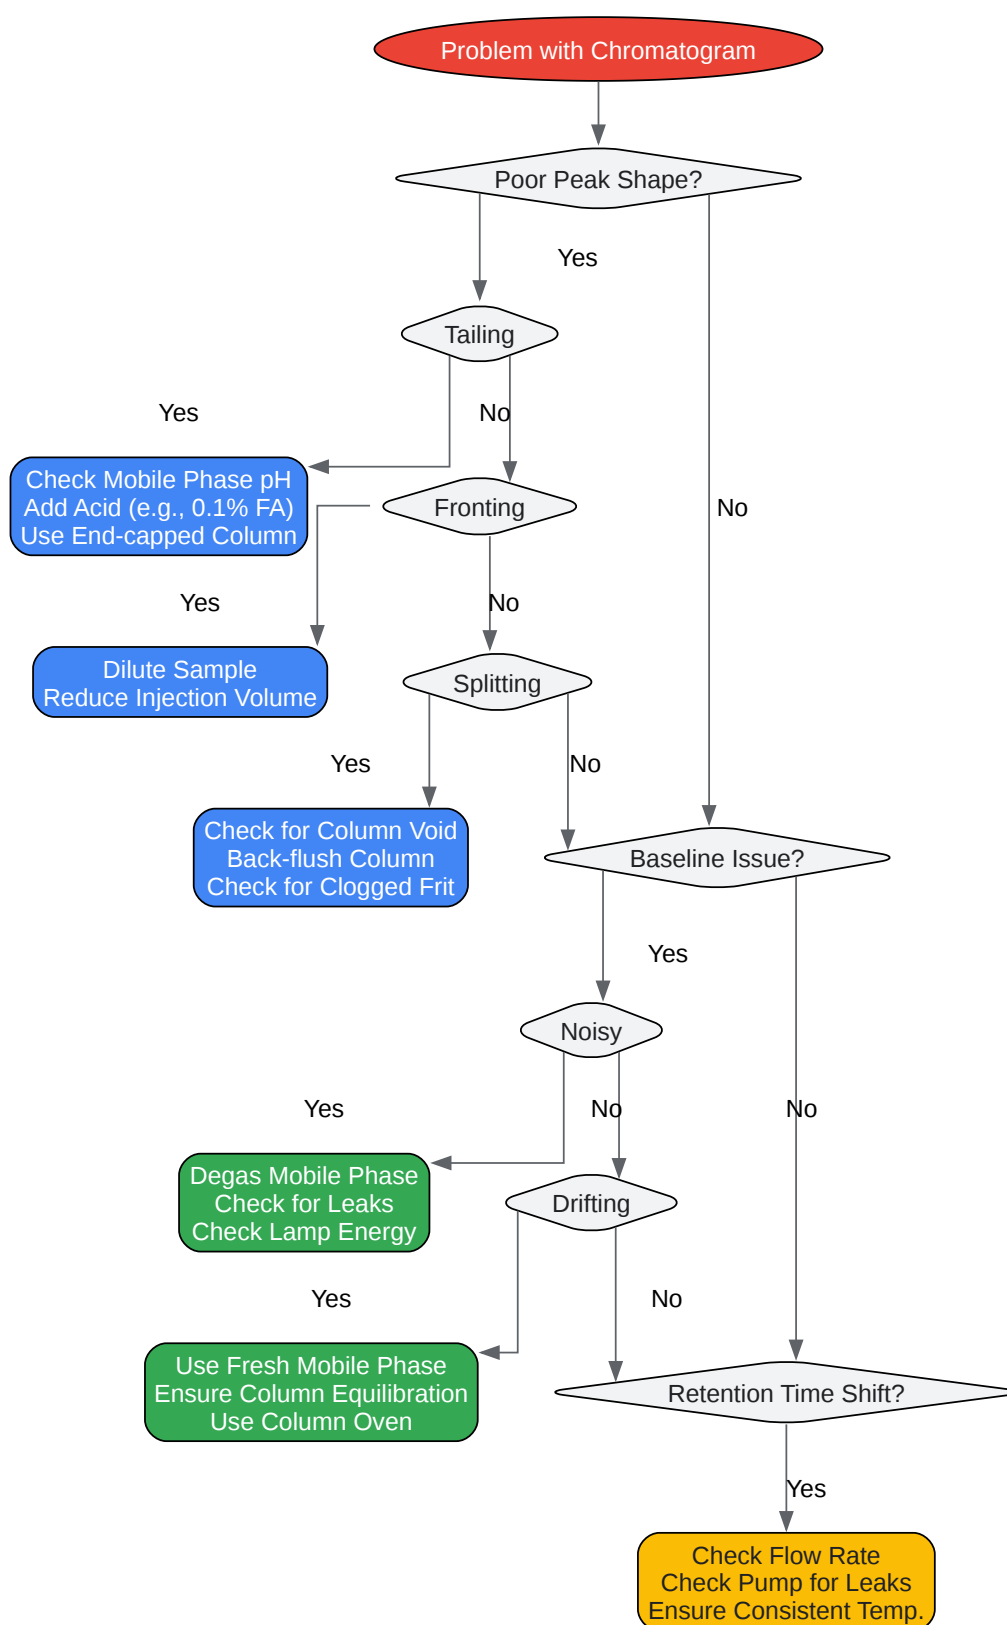 Problem with Chromatogram
Poor Peak Shape?
Yes
Tailing
Yes
No
Check Mobile Phase pH
Add Acid (e.g., 0.1% FA)
Use End-capped Column
Fronting
No
Yes
No
Dilute Sample
Reduce Injection Volume
Splitting
Yes
No
Check for Column Void
Back-flush Column
Check for Clogged Frit
Baseline Issue?
Yes
Noisy
Yes
No
No
Degas Mobile Phase
Check for Leaks
Check Lamp Energy
Drifting
Yes
No
Use Fresh Mobile Phase
Ensure Column Equilibration
Use Column Oven
Retention Time Shift?
Yes
Check Flow Rate
Check Pump for Leaks
Ensure Consistent Temp.